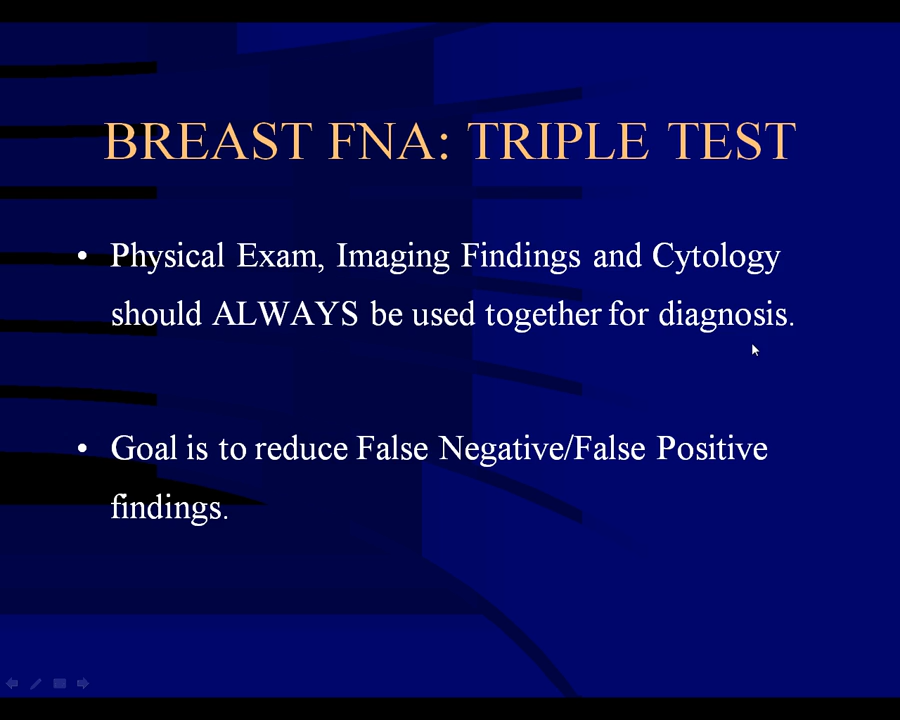 BREAST FNA: TRIPLE TEST
• Physical Exam, Imaging Findings and Cytology
should ALWAYS be used together for diagnosis.
• Goal is to reduce False Negative/False Positive
findings.